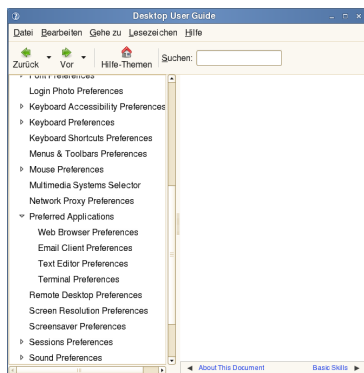 Desktop User Guide
Datei Bearbeiten Gehe zu Lesezeichen Hilfe
Zurück Vor Hilfe-Themen Suchen:
Font Preferences
Login Photo Preferences
Keyboard Accessibility Preferences
Keyboard Preferences
Keyboard Shortcuts Preferences
Menus & Toolbars Preferences
Mouse Preferences
Multimedia Systems Selector
Network Proxy Preferences
Preferred Applications
Web Browser Preferences
Email Client Preferences
Text Editor Preferences
Terminal Preferences
Remote Desktop Preferences
Screen Resolution Preferences
Screensaver Preferences
Sessions Preferences
Sound Preferences
About This Document Basic Skills